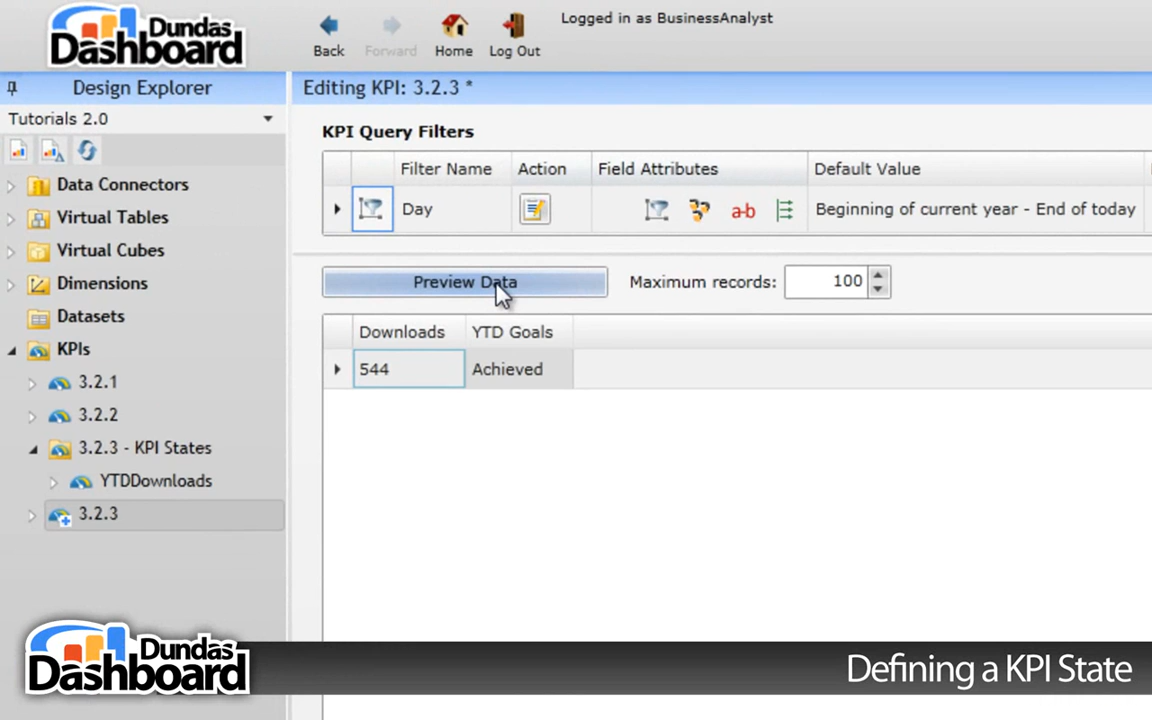 Dundas
Dashboard
Back
Forward
Home
Log Out
Logged in as BusinessAnalyst
Design Explorer
Tutorials 2.0
Data Connectors
Virtual Tables
Virtual Cubes
Dimensions
Datasets
KPIs
3.2.1
3.2.2
3.2.3 - KPI States
YTDDownloads
3.2.3
Editing KPI: 3.2.3 *
KPI Query Filters
Filter Name Action Field Attributes Default Value
Day a-b Beginning of current year - End of today
Preview Data Maximum records: 100
Downloads YTD Goals
544 Achieved
Dundas
Dashboard
Defining a KPI State